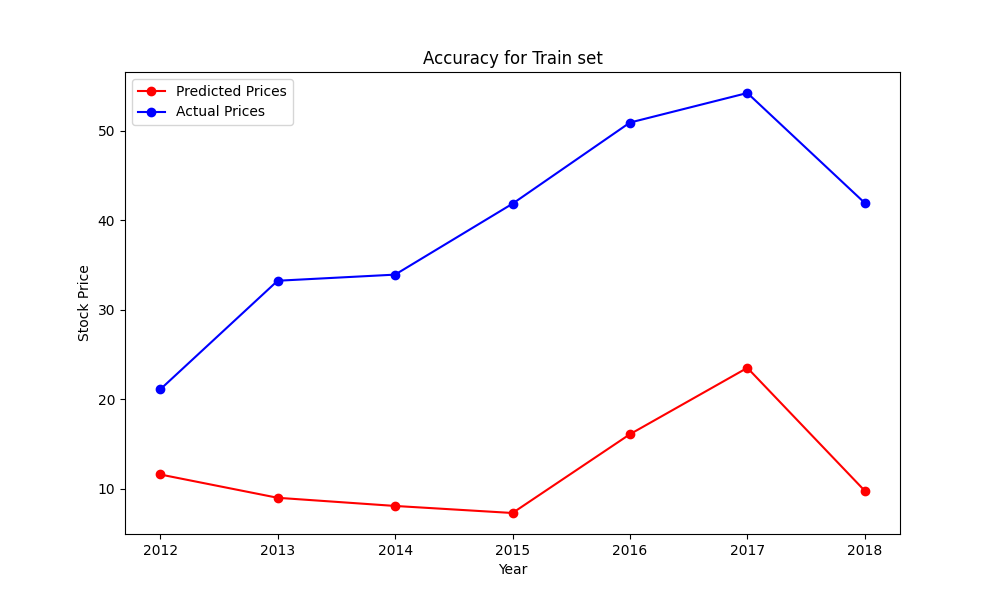 Accuracy for Train set
Predicted Prices
Actual Prices
50
40
30
20
10
Stock Price
2012 2013 2014 2015 2016 2017 2018
Year